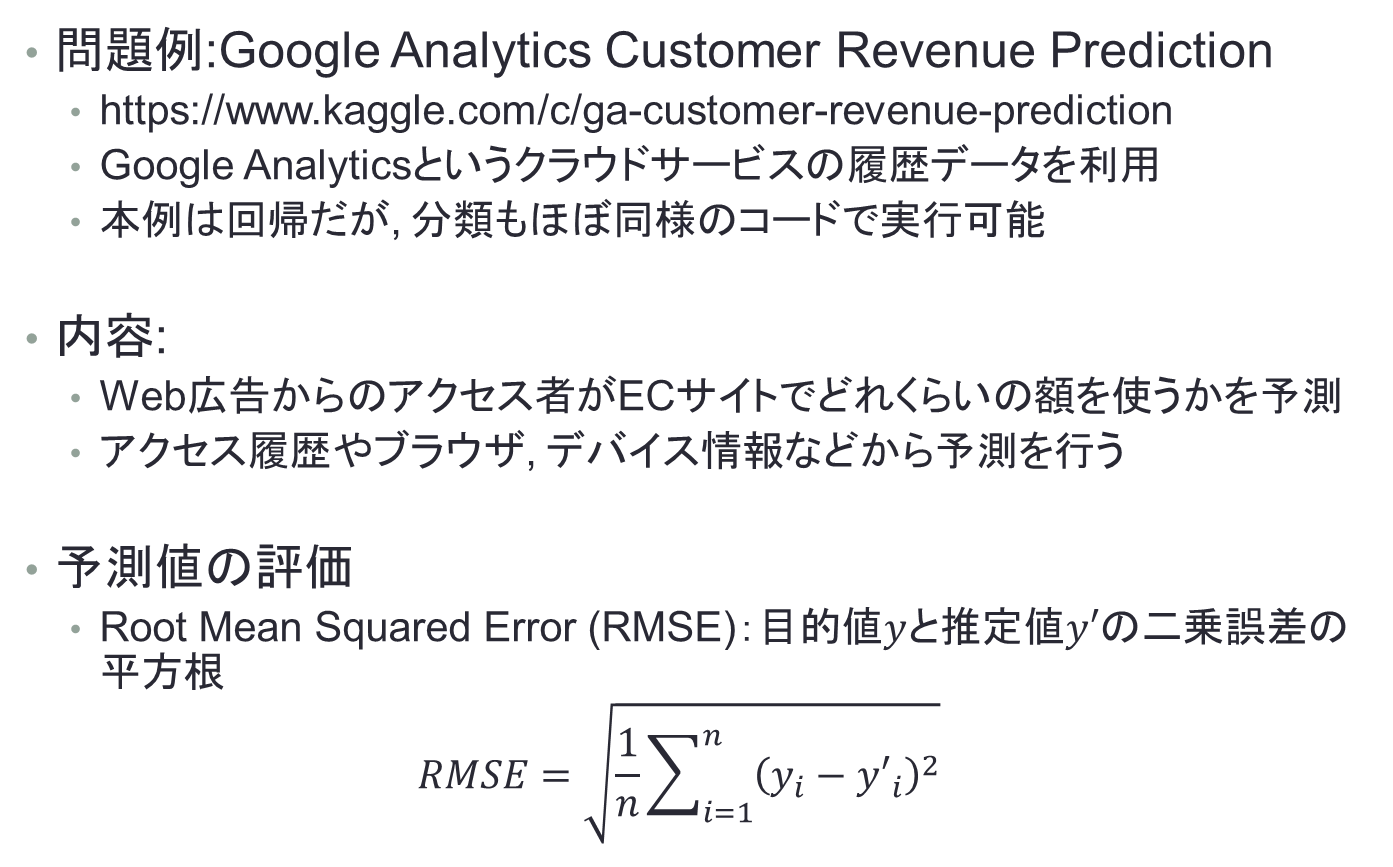 • 問題例:Google Analytics Customer Revenue Prediction
• https://www.kaggle.com/c/ga-customer-revenue-prediction
• Google Analyticsというクラウドサービスの履歴データを利用
• 本例は回帰だが, 分類もほぼ同様のコードで実行可能
• 内容:
• Web広告からのアクセス者がECサイトでどれくらいの額を使うかを予測
• アクセス履歴やブラウザ, デバイス情報などから予測を行う
• 予測値の評価
• Root Mean Squared Error (RMSE): 目的値yと推定値y′の二乗誤差の
平方根
RMSE = √(1/n ∑_{i=1}^{n} (y_i − y′_i)²)